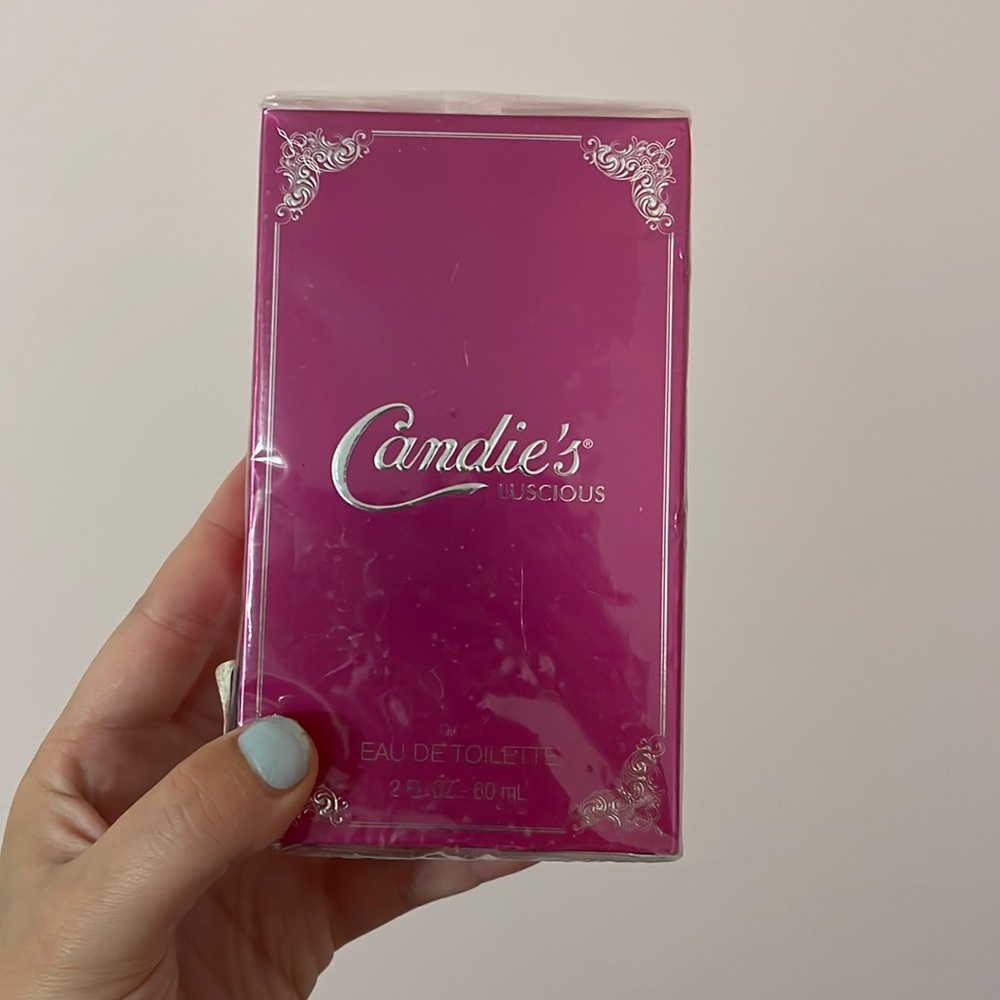 Candie's®
LUSCIOUS
EAU DE TOILETTE
2 FL OZ - 60 mL